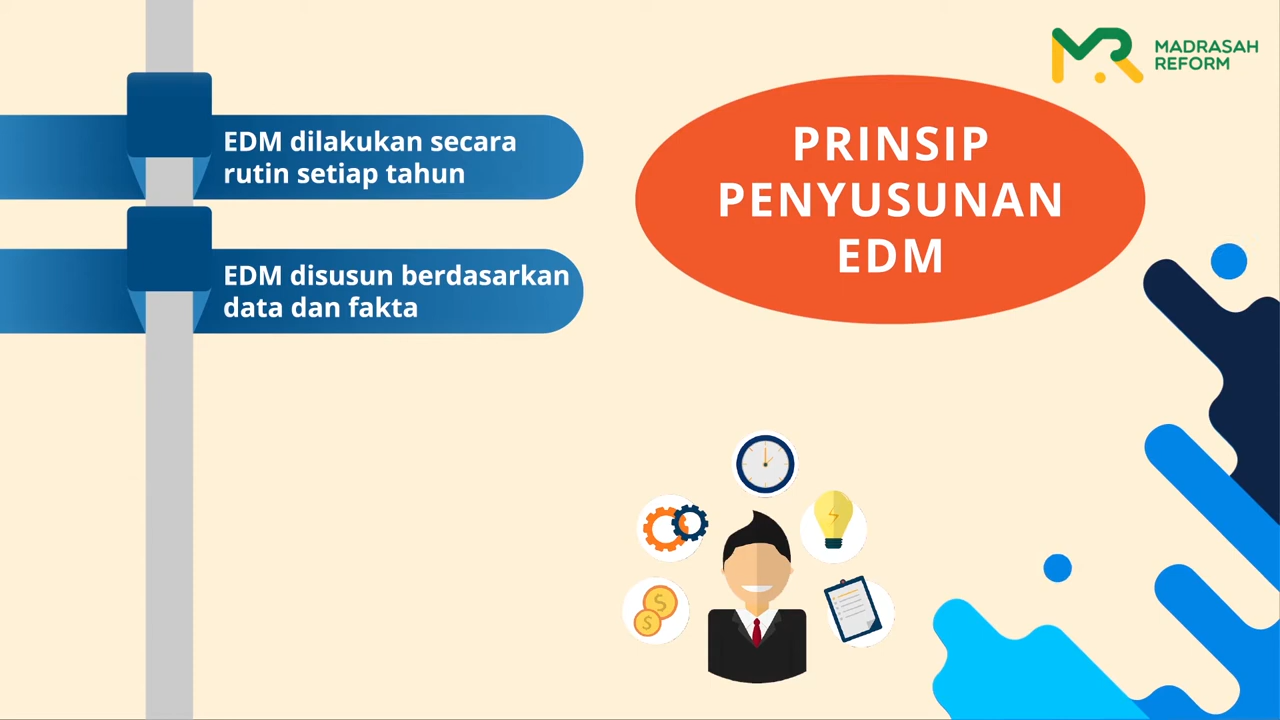 MADRASAH
REFORM
PRINSIP
PENYUSUNAN
EDM
EDM dilakukan secara
rutin setiap tahun
EDM disusun berdasarkan
data dan fakta